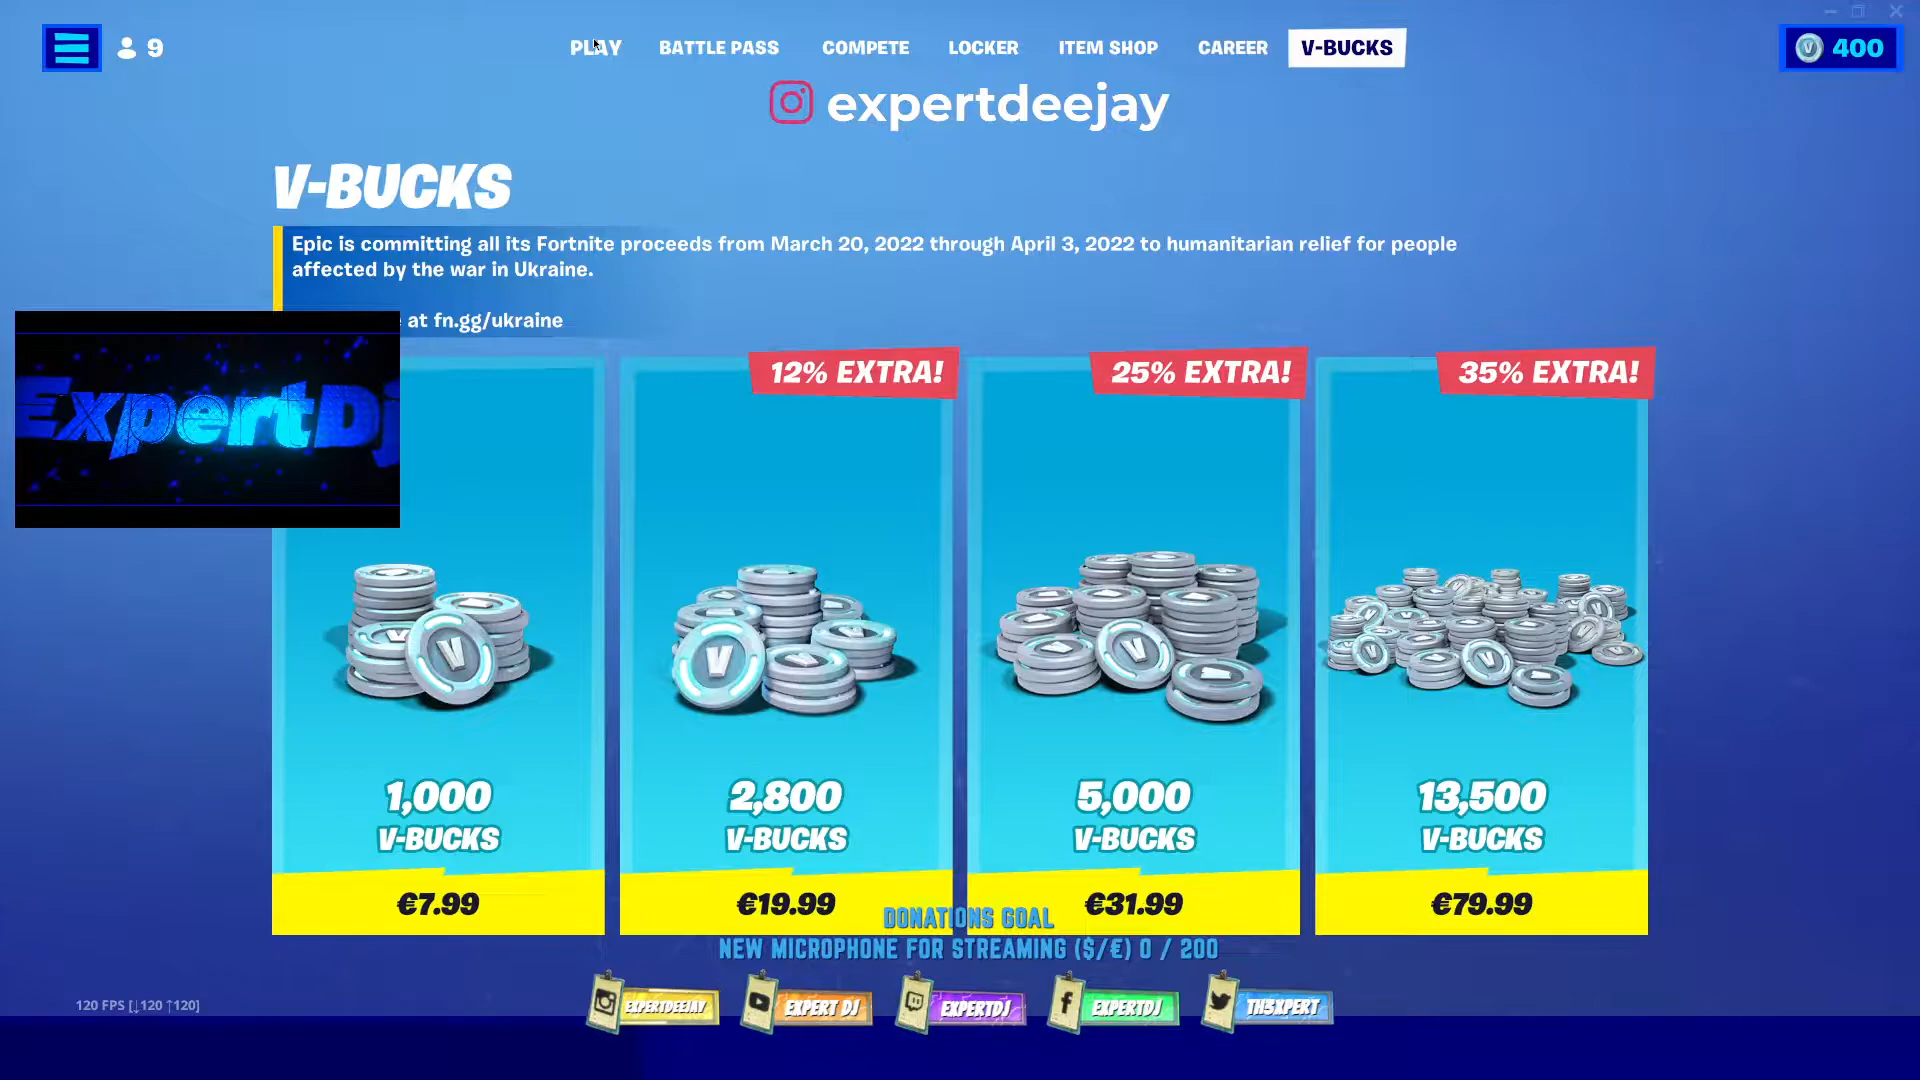 9
PLAY
BATTLE PASS
COMPETE
LOCKER
ITEM SHOP
CAREER
V-BUCKS
400
expertdeejay
V-BUCKS
Epic is committing all its Fortnite proceeds from March 20, 2022 through April 3, 2022 to humanitarian relief for people
affected by the war in Ukraine.
at fn.gg/ukraine
ExpertDj
12% EXTRA!
25% EXTRA!
35% EXTRA!
1,000
V-BUCKS
2,800
V-BUCKS
5,000
V-BUCKS
13,500
V-BUCKS
€7.99
€19.99
€31.99
€79.99
DONATIONS GOAL
NEW MICROPHONE FOR STREAMING ($/€) 0 / 200
120 FPS [↓120 ↑120]
EXPERTDEEJAY
EXPERT DJ
EXPERTDJ
EXPERTDJ
TH3XPERT